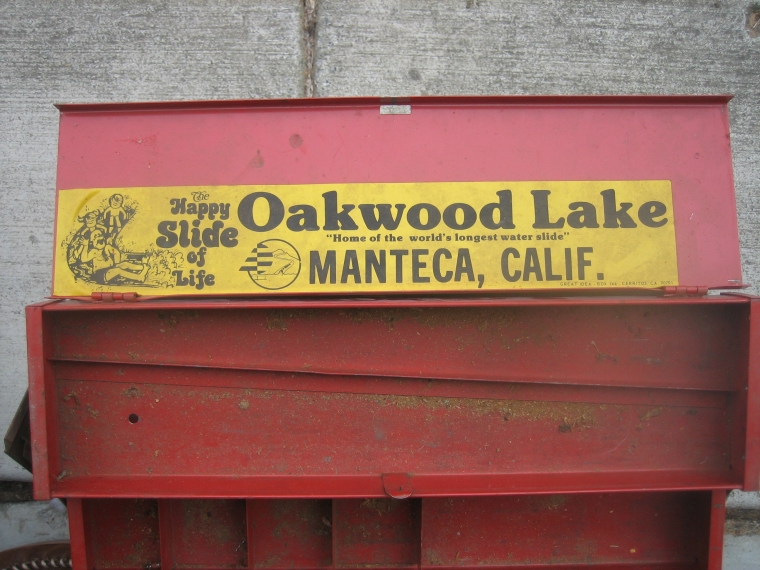 The
Happy
Slide
of
Life
Oakwood Lake
"Home of the world's longest water slide"
MANTECA, CALIF.